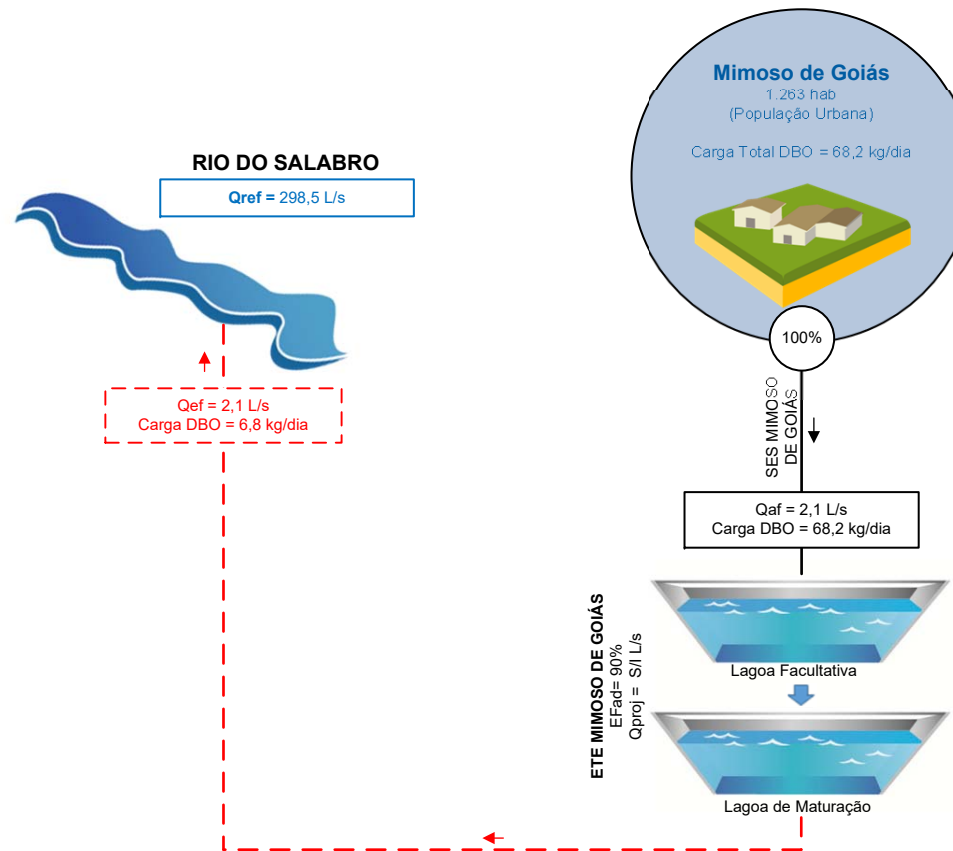 Mimoso de Goiás
1.263 hab
(População Urbana)
Carga Total DBO = 68,2 kg/dia
RIO DO SALABRO
Qref = 298,5 L/s
100%
Qef = 2,1 L/s
Carga DBO = 6,8 kg/dia
SES MIMOSO
DE GOIÁS
Qaf = 2,1 L/s
Carga DBO = 68,2 kg/dia
ETE MIMOSO DE GOIÁS
EFad= 90%
Qproj = S/I L/s
Lagoa Facultativa
Lagoa de Maturação